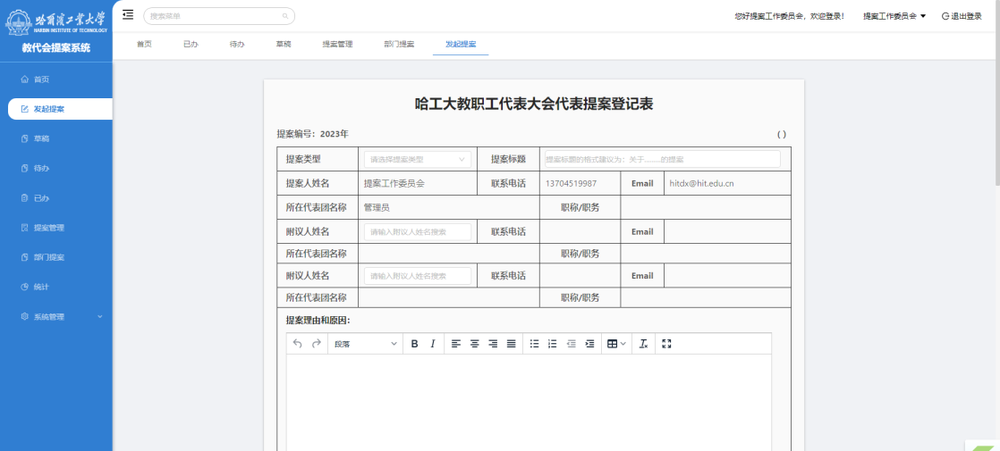 哈尔滨工业大学
HARBIN INSTITUTE OF TECHNOLOGY
教代会提案系统
首页
发起提案
草稿
待办
已办
提案管理
部门提案
统计
系统管理
搜索菜单
您好提案工作委员会，欢迎登录！ 提案工作委员会 退出登录
首页 已办 待办 草稿 提案管理 部门提案 发起提案
哈工大教职工代表大会代表提案登记表
提案编号：2023年 ( )
提案类型 请选择提案类型 提案标题 提案标题的格式建议为：关于........的提案
提案人姓名 提案工作委员会 联系电话 13704519987 Email hitdx@hit.edu.cn
所在代表团名称 管理员 职称/职务
附议人姓名 请输入附议人姓名搜索 联系电话 Email
所在代表团名称 职称/职务
附议人姓名 请输入附议人姓名搜索 联系电话 Email
所在代表团名称 职称/职务
提案理由和原因：
段落 B I